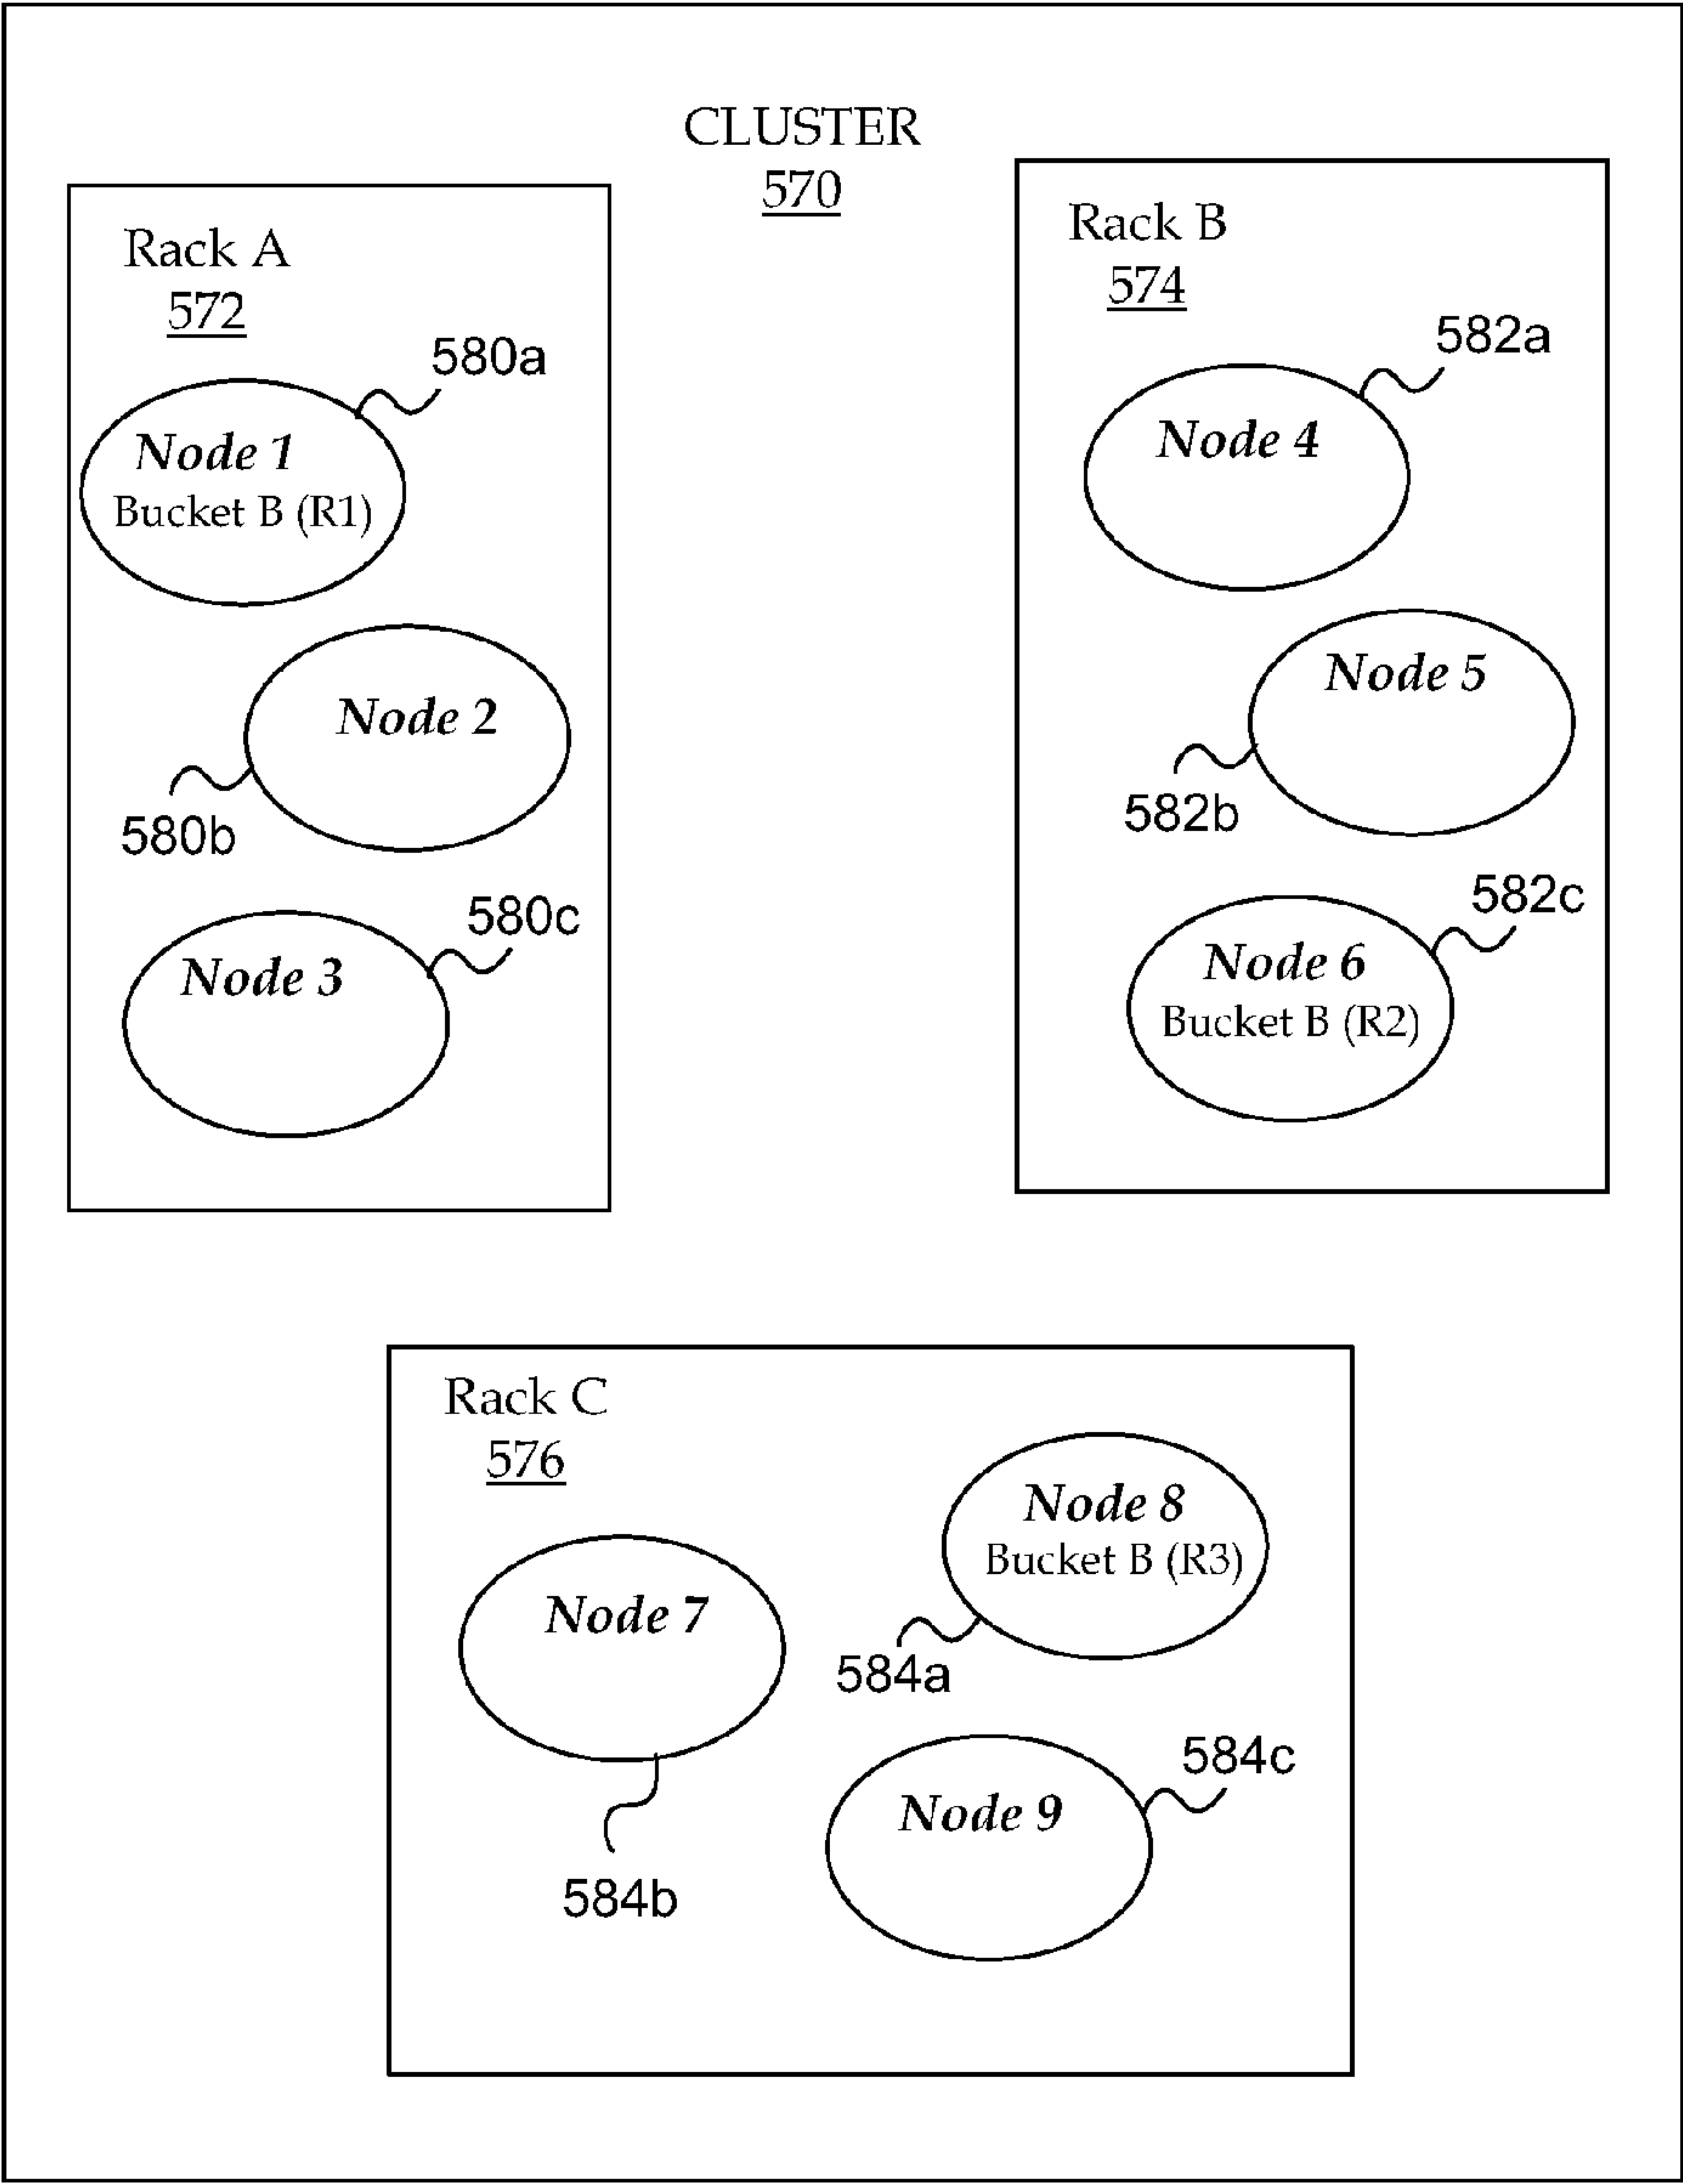 CLUSTER
570
Rack A
572
580a
Node 1
Bucket B (R1)
Node 2
580b
580c
Node 3
Rack B
574
582a
Node 4
Node 5
582b
582c
Node 6
Bucket B (R2)
Rack C
576
Node 8
Bucket B (R3)
Node 7
584a
584c
Node 9
584b